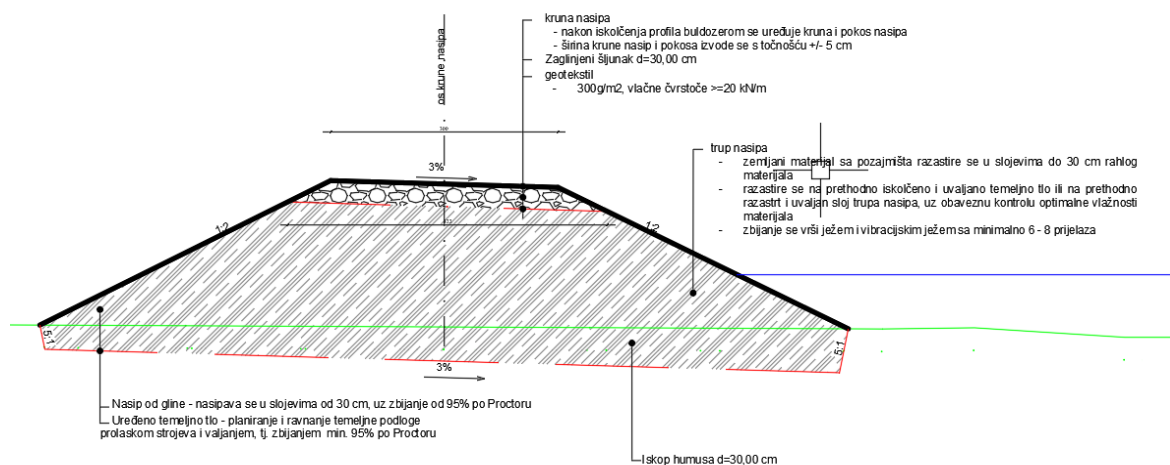 kruna nasipa
- nakon iskolčenja profila buldozerom se uređuje kruna i pokos nasipa
- širina krune nasip i pokosa izvode se s točnošću +/- 5 cm
Zaglinjeni šljunak d=30,00 cm
geotekstil
- 300g/m2, vlačne čvrstoče >=20 kN/m
os krune nasipa
300
trup nasipa
- zemljani materijal sa pozajmišta razastire se u slojevima do 30 cm rahlog
materijala
- razastire se na prethodno iskolčeno i uvaljano temeljno tlo ili na prethodno
razastrt i uvaljan sloj trupa nasipa, uz obaveznu kontrolu optimalne vlažnosti
materijala
- zbijanje se vrši ježem i vibracijskim ježem sa minimalno 6 - 8 prijelaza
3%
1:2
1:2
5:1
5:1
3%
Nasip od gline - nasipava se u slojevima od 30 cm, uz zbijanje od 95% po Proctoru
Uređeno temeljno tlo - planiranje i ravnanje temeljne podloge
prolaskom strojeva i valjanjem, tj. zbijanjem min. 95% po Proctoru
Iskop humusa d=30,00 cm